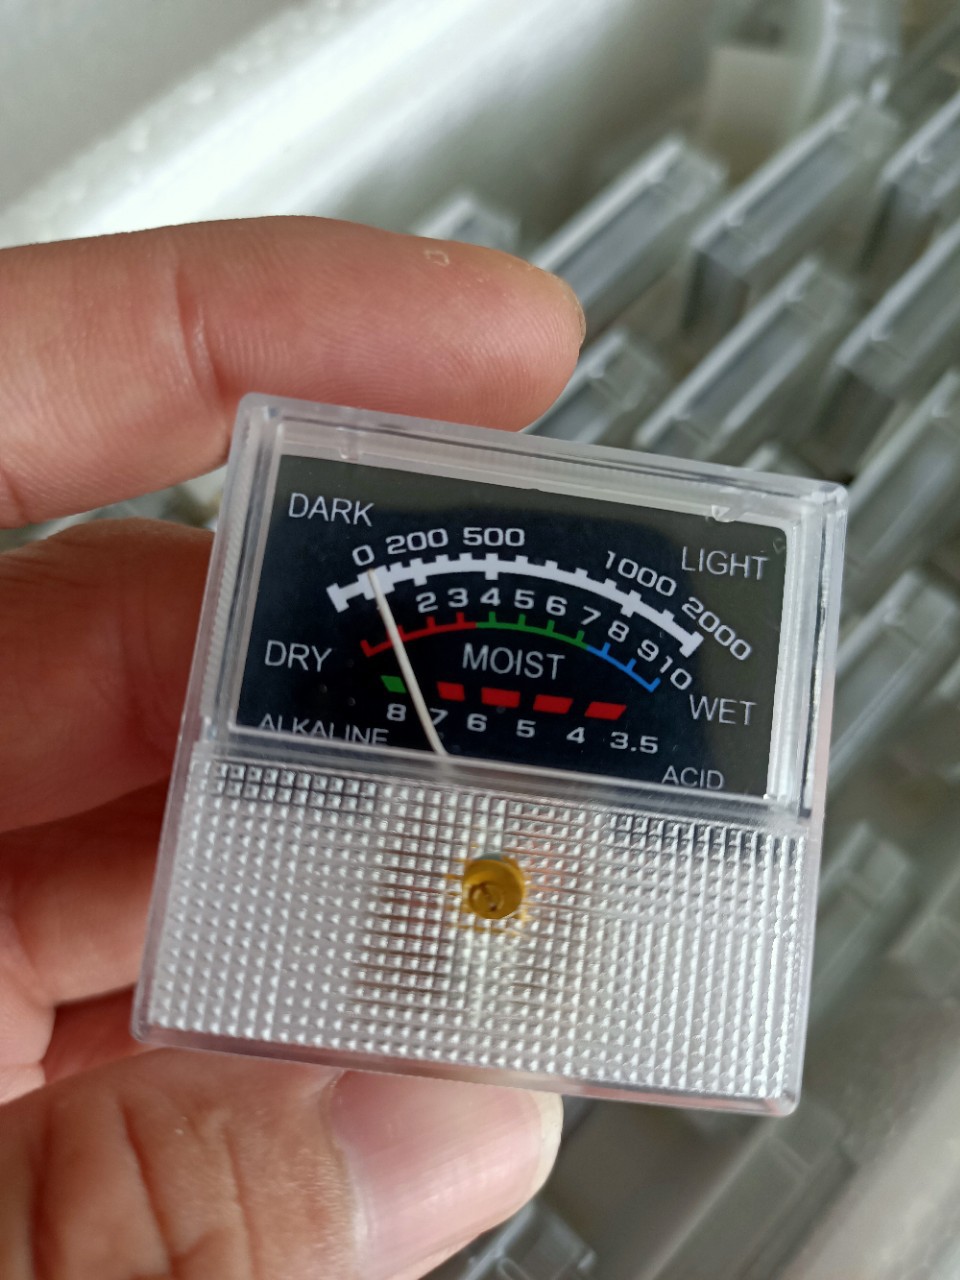 DARK
LIGHT
0 200 500 1000 2000
2 3 4 5 6 7 8 9 10
DRY MOIST WET
8 7 6 5 4 3.5
ALKALINE ACID